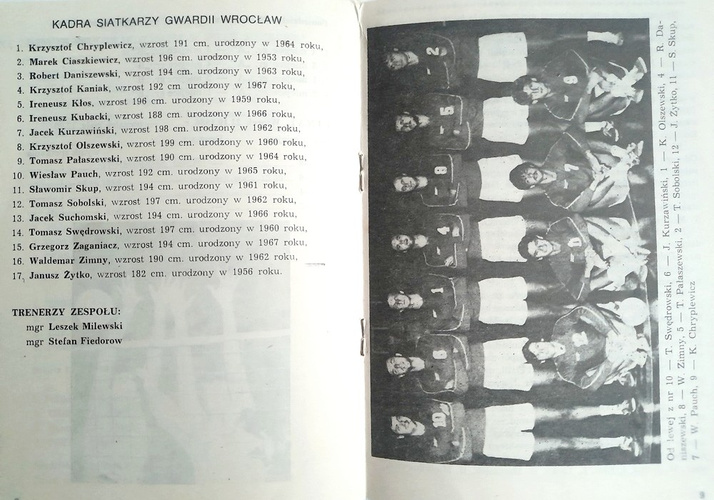 KADRA SIATKARZY GWARDII WROCŁAW
1. Krzysztof Chryplewicz, wzrost 191 cm. urodzony w 1964 roku,
2. Marek Ciaszkiewicz, wzrost 196 cm. urodzony w 1953 roku,
3. Robert Daniszewski, wzrost 194 cm. urodzony w 1963 roku,
4. Krzysztof Kaniak, wzrost 192 cm. urodzony w 1967 roku,
5. Ireneusz Kłos, wzrost 196 cm. urodzony w 1959 roku,
6. Ireneusz Kubacki, wzrost 188 cm. urodzony w 1966 roku,
7. Jacek Kurzawiński, wzrost 198 cm. urodzony w 1962 roku,
8. Krzysztof Olszewski, wzrost 199 cm. urodzony w 1960 roku,
9. Tomasz Pałaszewski, wzrost 190 cm. urodzony w 1964 roku,
10. Wiesław Pauch, wzrost 192 cm. urodzony w 1965 roku,
11. Sławomir Skup, wzrost 194 cm. urodzony w 1961 roku,
12. Tomasz Sobolski, wzrost 197 cm. urodzony w 1962 roku,
13. Jacek Suchomski, wzrost 194 cm. urodzony w 1966 roku,
14. Tomasz Swędrowski, wzrost 197 cm. urodzony w 1960 roku,
15. Grzegorz Zaganiacz, wzrost 194 cm. urodzony w 1967 roku,
16. Waldemar Zimny, wzrost 190 cm. urodzony w 1962 roku,
17. Janusz Żytko, wzrost 182 cm. urodzony w 1956 roku.
TRENERZY ZESPOŁU:
mgr Leszek Milewski
mgr Stefan Fiedorow
Od lewej z nr 10 — T. Swędrowski, 6 — J. Kurzawiński, 1 — K. Olszewski, 4 — R. Da-
niszewski, 8 — W. Zimny, 5 — T. Pałaszewski, 2 — T. Sobolski, 12 — J. Żytko, 11 — S. Skup,
7 — W. Pauch, 9 — K. Chryplewicz